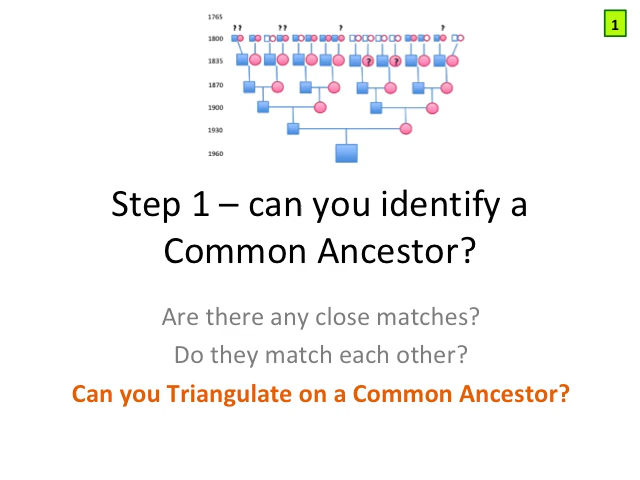 1765
1
? ?
? ?
?
?
1800
1835
?
?
1870
1900
1930
1960
Step 1 – can you identify a
Common Ancestor?
Are there any close matches?
Do they match each other?
Can you Triangulate on a Common Ancestor?